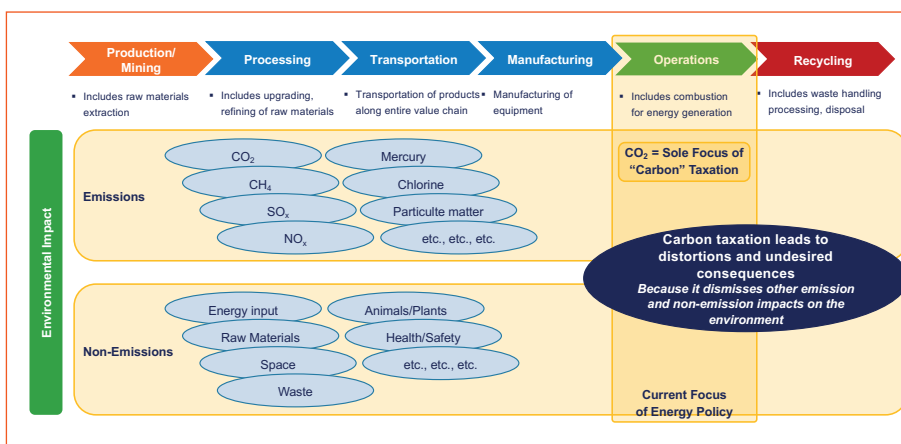 Production/
Mining
Processing
Transportation
Manufacturing
Operations
Recycling
▪ Includes raw materials
extraction
▪ Includes upgrading,
refining of raw materials
▪ Transportation of products
along entire value chain
▪ Manufacturing of
equipment
▪ Includes combustion
for energy generation
▪ Includes waste handling
processing, disposal
Environmental Impact
Emissions
CO₂
CH₄
SOₓ
NOₓ
Mercury
Chlorine
Particulte matter
etc., etc., etc.
CO₂ = Sole Focus of
“Carbon” Taxation
Carbon taxation leads to
distortions and undesired
consequences
Because it dismisses other emission
and non-emission impacts on the
environment
Non-Emissions
Energy input
Raw Materials
Space
Waste
Animals/Plants
Health/Safety
etc., etc., etc.
Current Focus
of Energy Policy